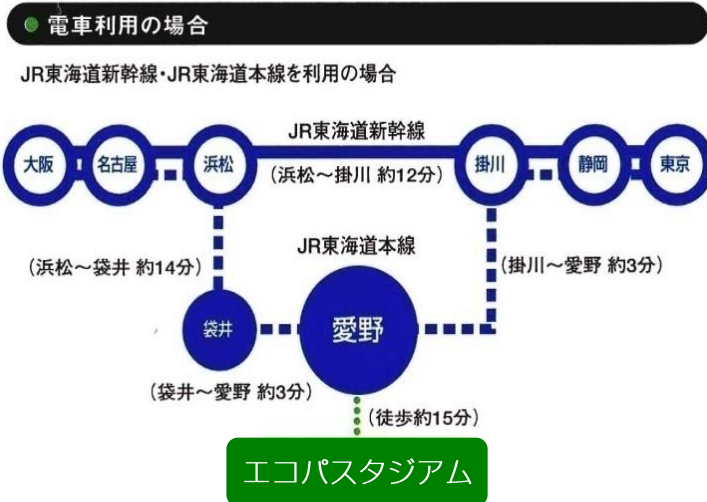 電車利用の場合
JR東海道新幹線・JR東海道本線を利用の場合
JR東海道新幹線
大阪
名古屋
浜松
(浜松～掛川 約12分)
掛川
静岡
東京
JR東海道本線
(浜松～袋井 約14分)
(掛川～愛野 約3分)
袋井
愛野
(袋井～愛野 約3分)
(徒歩約15分)
エコパスタジアム